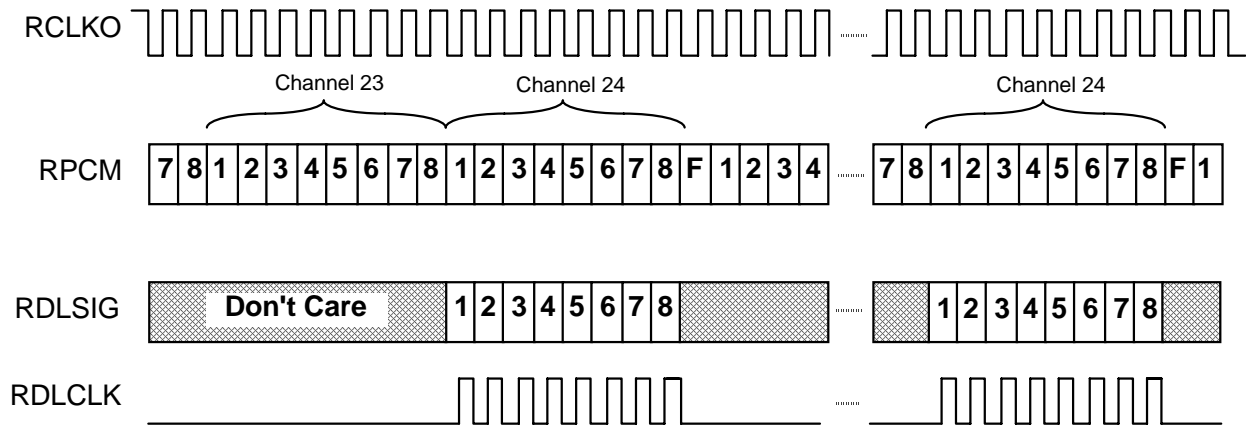 RCLKO
Channel 23 Channel 24 Channel 24
RPCM 7 8 1 2 3 4 5 6 7 8 1 2 3 4 5 6 7 8 F 1 2 3 4 7 8 1 2 3 4 5 6 7 8 F 1
RDLSIG Don't Care 1 2 3 4 5 6 7 8 1 2 3 4 5 6 7 8
RDLCLK